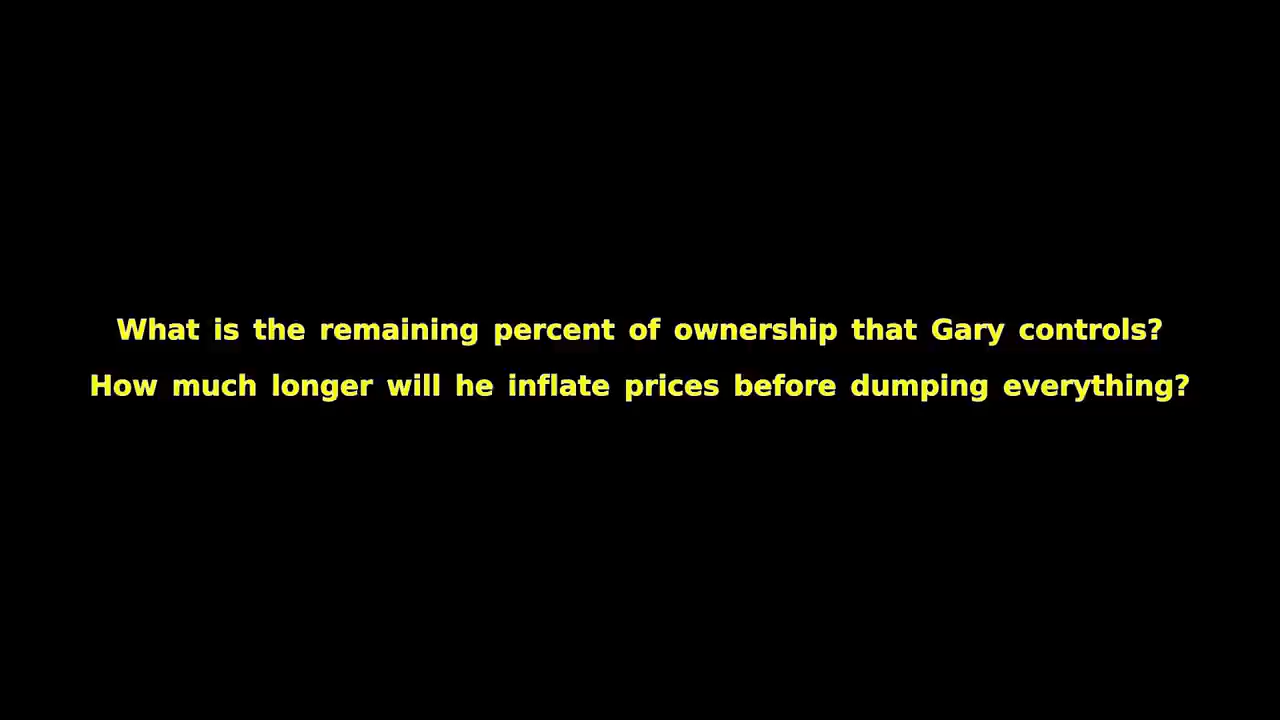 What is the remaining percent of ownership that Gary controls?
How much longer will he inflate prices before dumping everything?